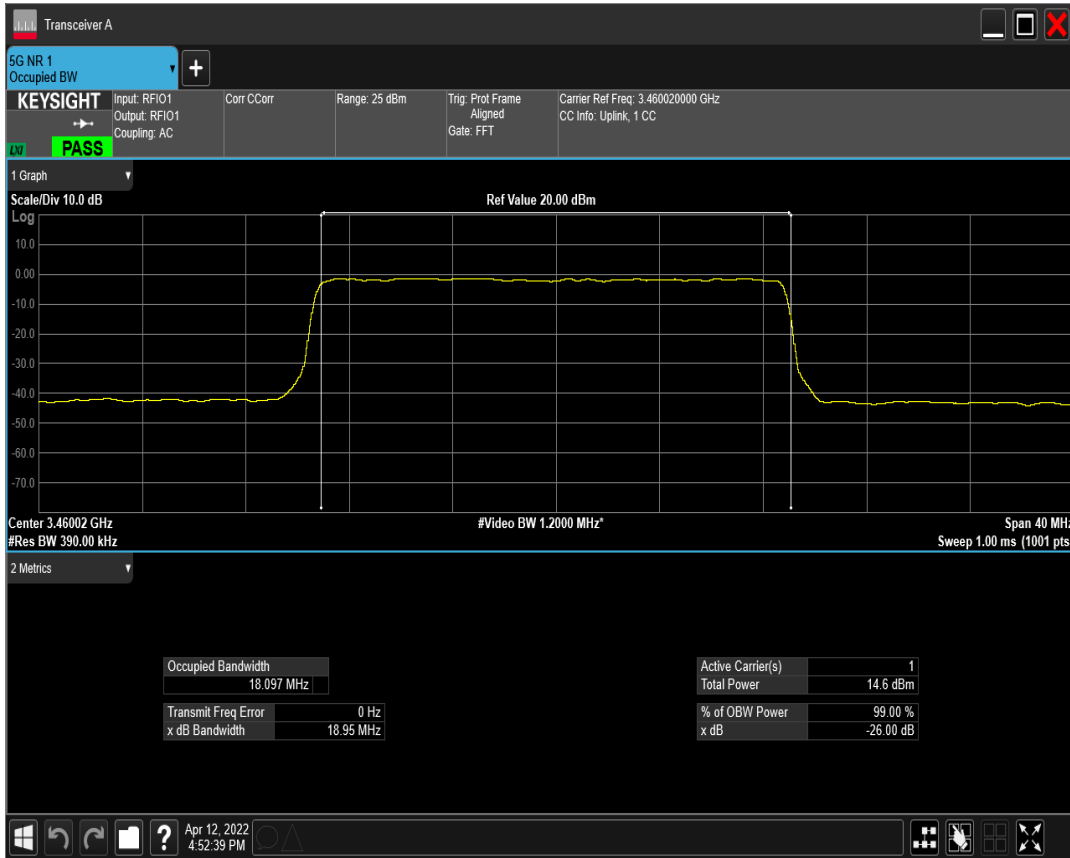 Transceiver A
5G NR 1
Occupied BW
KEYSIGHT
LXI
PASS
Input: RFIO1
Output: RFIO1
Coupling: AC
Corr CCorr
Range: 25 dBm
Trig: Prot Frame
Aligned
Gate: FFT
Carrier Ref Freq: 3.460020000 GHz
CC Info: Uplink, 1 CC
1 Graph
Scale/Div 10.0 dB
Ref Value 20.00 dBm
Log
10.0
0.00
-10.0
-20.0
-30.0
-40.0
-50.0
-60.0
-70.0
Center 3.46002 GHz
#Video BW 1.2000 MHz*
Span 40 MHz
#Res BW 390.00 kHz
Sweep 1.00 ms (1001 pts
2 Metrics
Occupied Bandwidth
18.097 MHz
Transmit Freq Error 0 Hz
x dB Bandwidth 18.95 MHz
Active Carrier(s) 1
Total Power 14.6 dBm
% of OBW Power 99.00 %
x dB -26.00 dB
Apr 12, 2022
4:52:39 PM